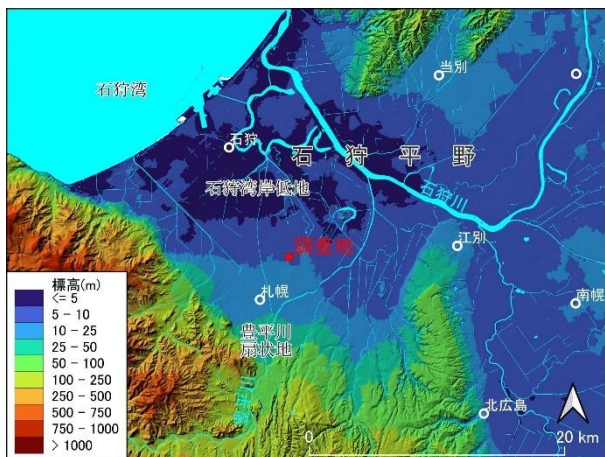 当別
石狩湾
石狩
石狩平野
石狩湾岸低地
石狩川
調査地
江別
札幌
南幌
豊平川
扇状地
北広島
標高(m)
<= 5
5 - 10
10 - 25
25 - 50
50 - 100
100 - 250
250 - 500
500 - 750
750 - 1000
> 1000
0
20 km